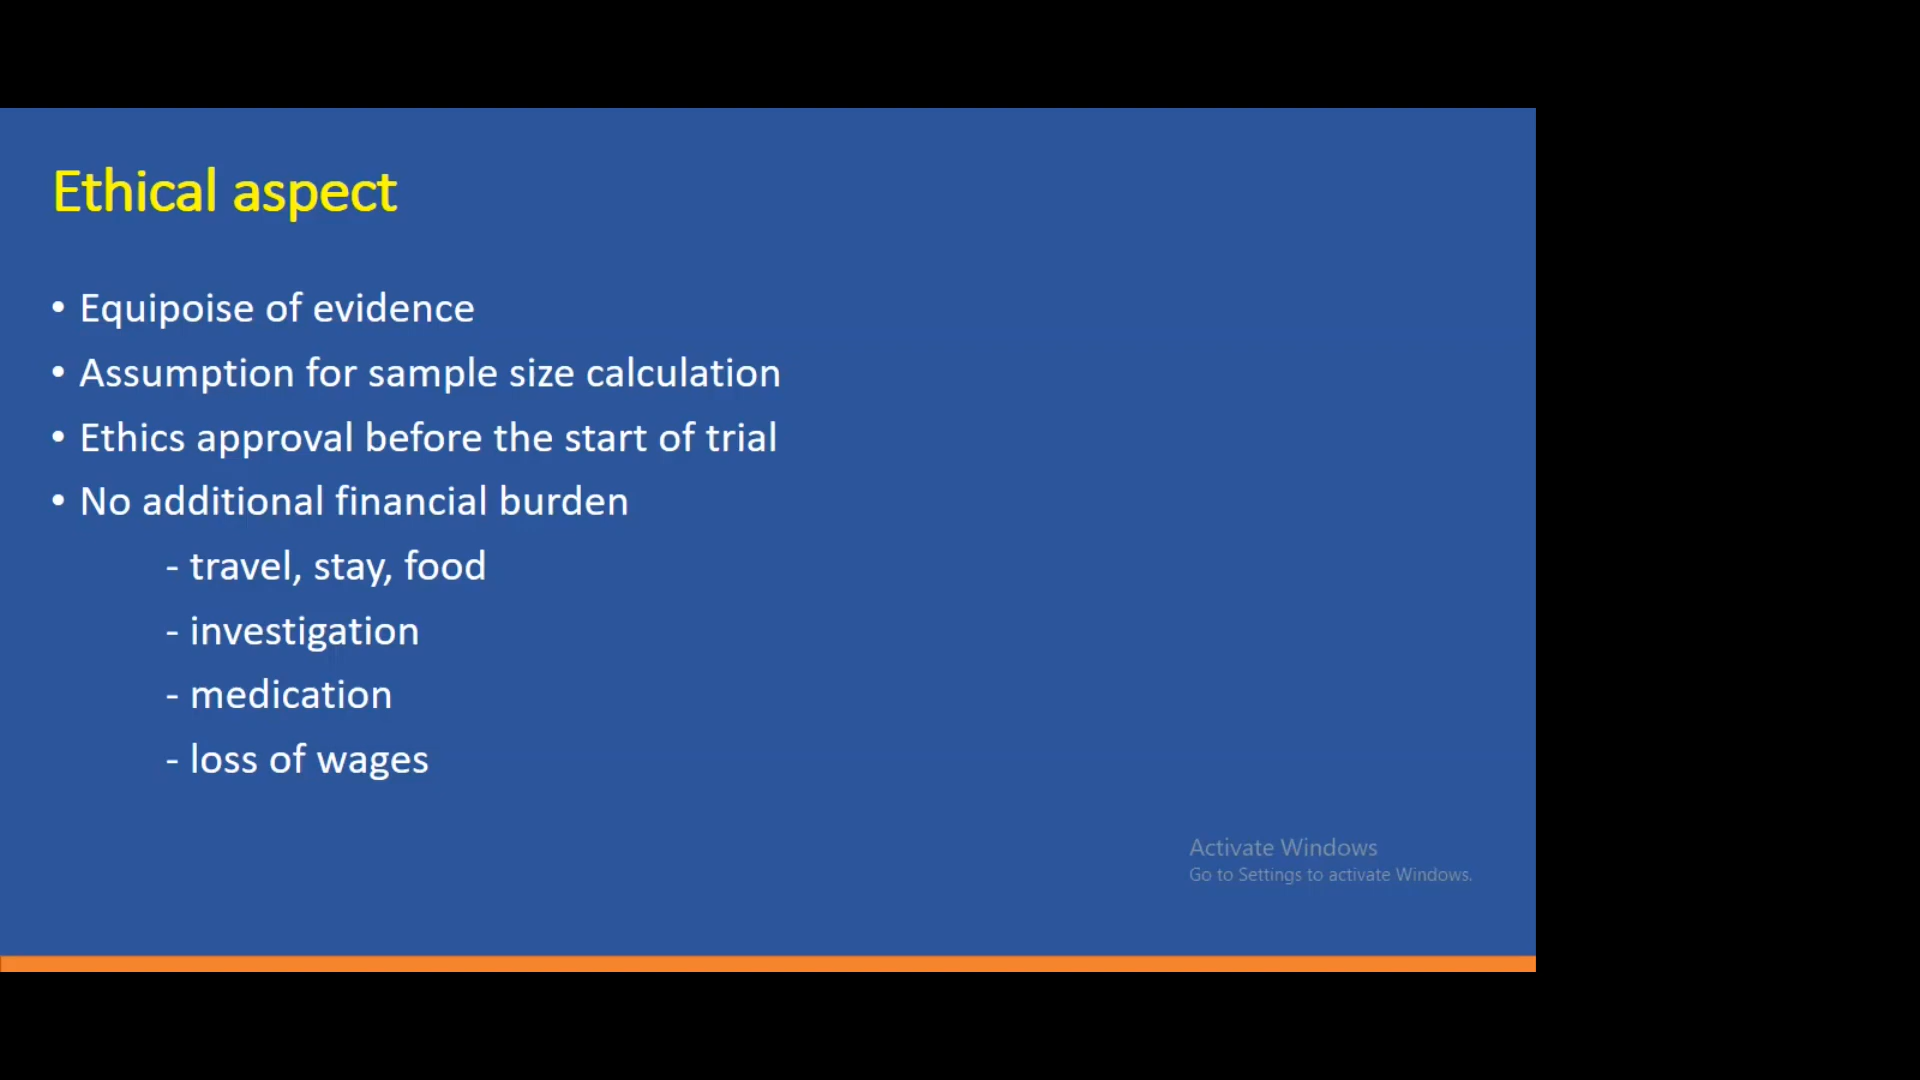 Ethical aspect
• Equipoise of evidence
• Assumption for sample size calculation
• Ethics approval before the start of trial
• No additional financial burden
- travel, stay, food
- investigation
- medication
- loss of wages
Activate Windows
Go to Settings to activate Windows.